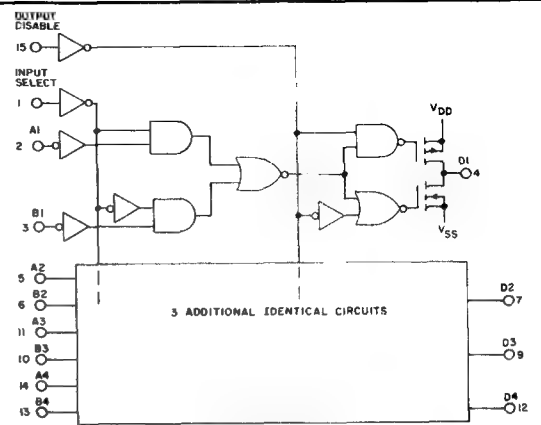 OUTPUT
DISABLE
15
INPUT
SELECT
1
A1
2
B1
3
VDD
D1
4
VSS
A2
5
B2
6
A3
11
B3
10
A4
14
B4
13
3 ADDITIONAL IDENTICAL CIRCUITS
D2
7
D3
9
D4
12